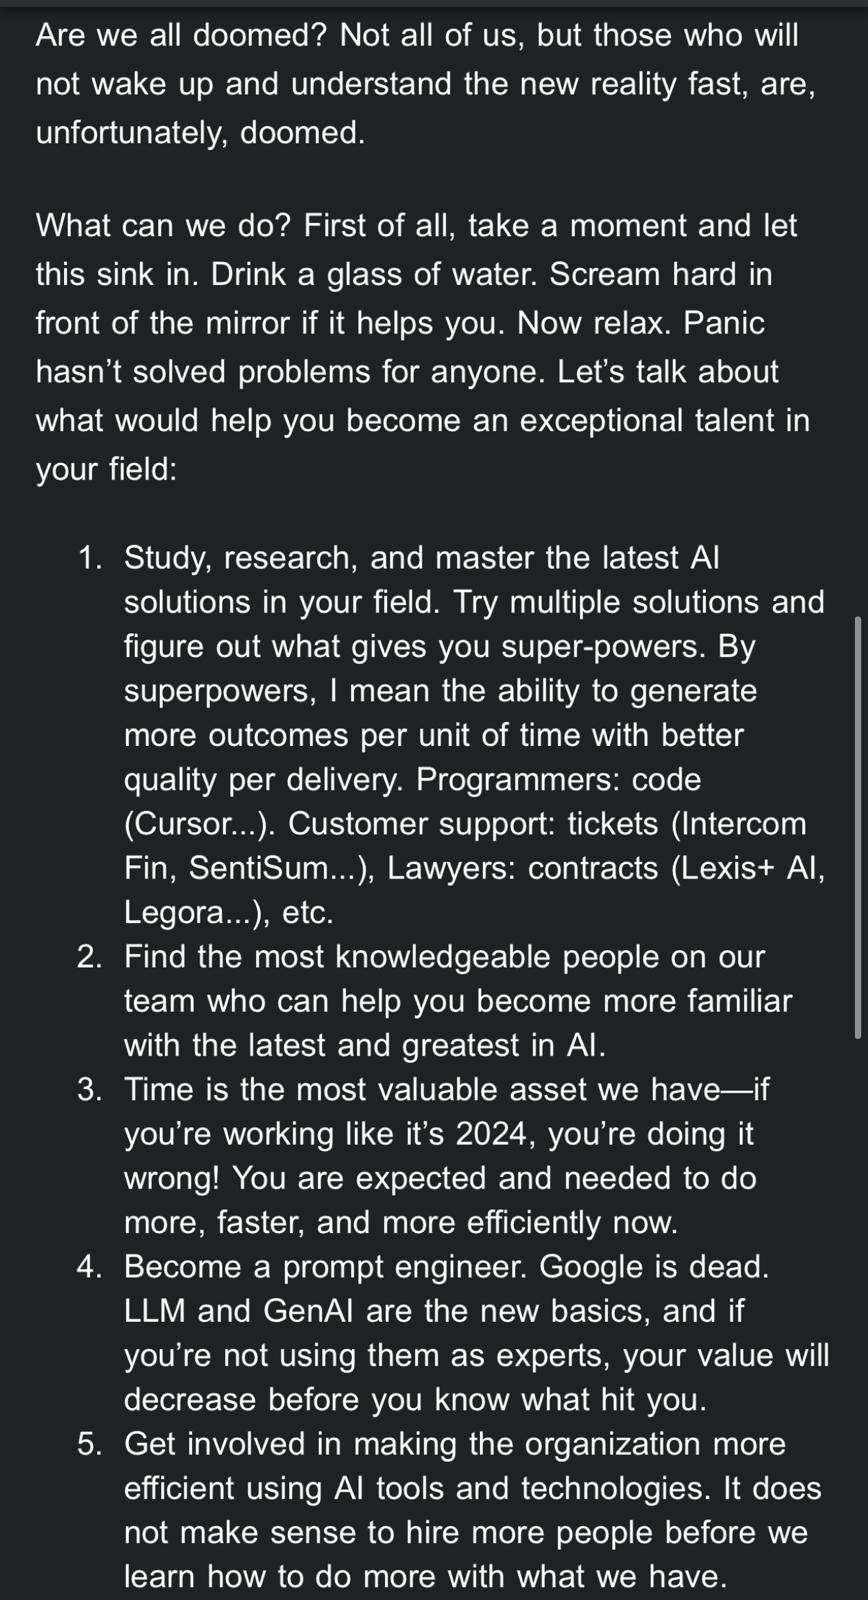 Are we all doomed? Not all of us, but those who will
not wake up and understand the new reality fast, are,
unfortunately, doomed.
What can we do? First of all, take a moment and let
this sink in. Drink a glass of water. Scream hard in
front of the mirror if it helps you. Now relax. Panic
hasn’t solved problems for anyone. Let’s talk about
what would help you become an exceptional talent in
your field:
1. Study, research, and master the latest AI
solutions in your field. Try multiple solutions and
figure out what gives you super-powers. By
superpowers, I mean the ability to generate
more outcomes per unit of time with better
quality per delivery. Programmers: code
(Cursor...). Customer support: tickets (Intercom
Fin, SentiSum...), Lawyers: contracts (Lexis+ AI,
Legora...), etc.
2. Find the most knowledgeable people on our
team who can help you become more familiar
with the latest and greatest in AI.
3. Time is the most valuable asset we have—if
you’re working like it’s 2024, you’re doing it
wrong! You are expected and needed to do
more, faster, and more efficiently now.
4. Become a prompt engineer. Google is dead.
LLM and GenAI are the new basics, and if
you’re not using them as experts, your value will
decrease before you know what hit you.
5. Get involved in making the organization more
efficient using AI tools and technologies. It does
not make sense to hire more people before we
learn how to do more with what we have.